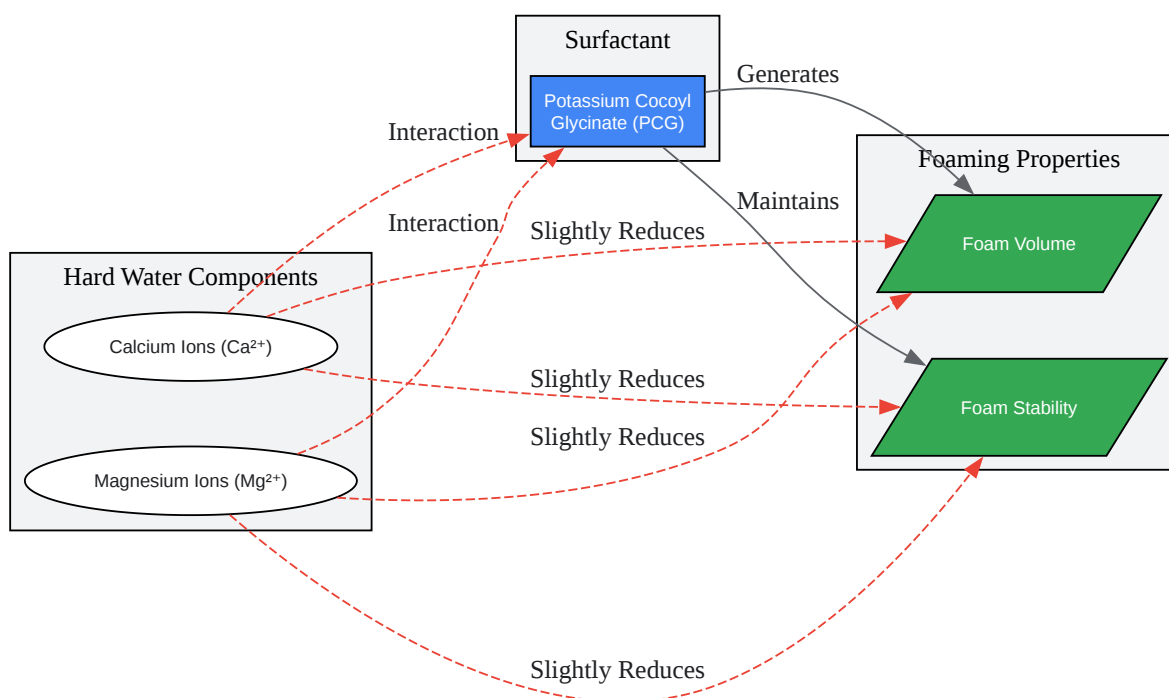 Surfactant
Potassium Cocoyl
Glycinate (PCG)
Generates
Interaction
Foaming Properties
Maintains
Interaction
Slightly Reduces
Foam Volume
Hard Water Components
Calcium Ions (Ca²⁺)
Slightly Reduces
Foam Stability
Slightly Reduces
Magnesium Ions (Mg²⁺)
Slightly Reduces